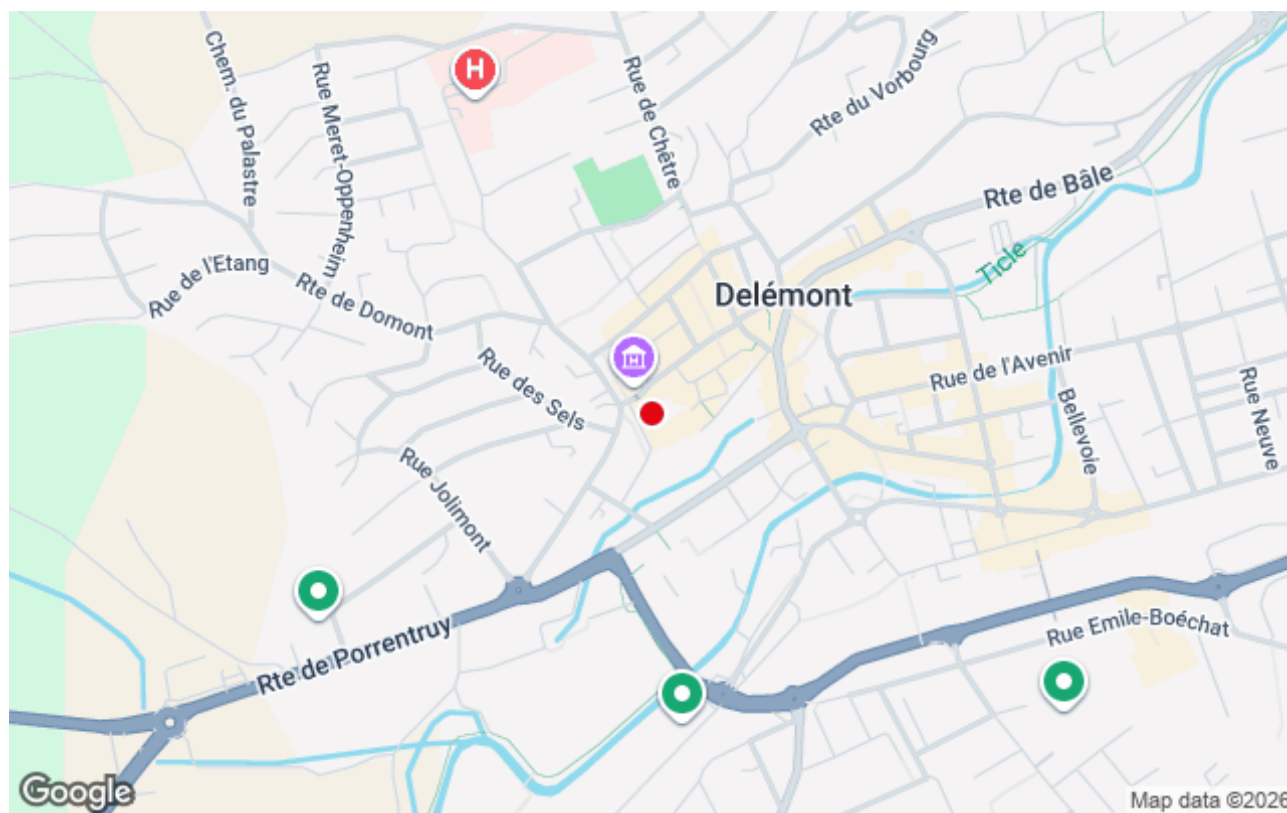 Chem. du Palastre
Rue Meret-Oppenheim
H
Rue de Chêtre
Rte du Vorbourg
Rte de Bâle
Ticle
Rue de l'Etang
Rte de Domont
Delémont
Rue des Sels
H
Rue de l'Avenir
Bellevoie
Rue Neuve
Rue Jolimont
Rte de Porrentruy
Rue Emile-Boéchat
Google
Map data ©2026